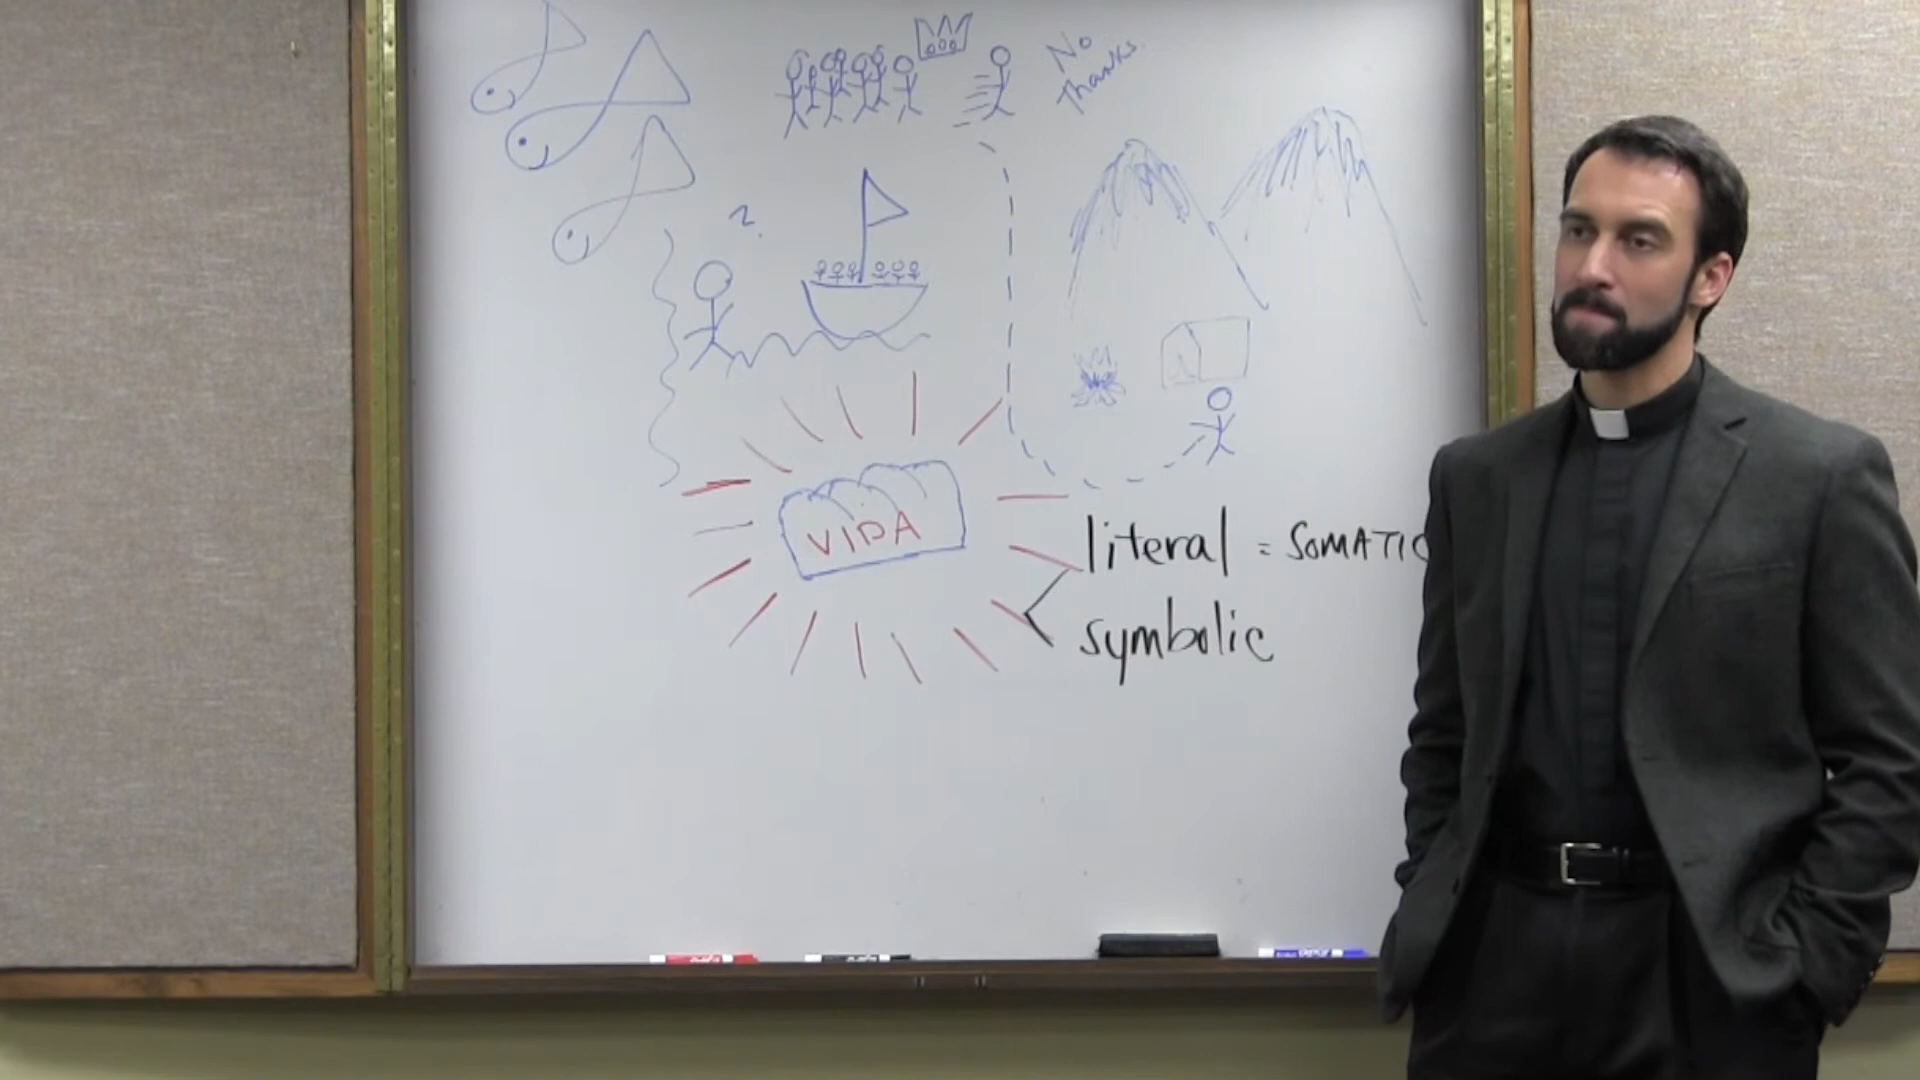 No
Thanks
?
VIDA
literal = SOMATIC
symbolic